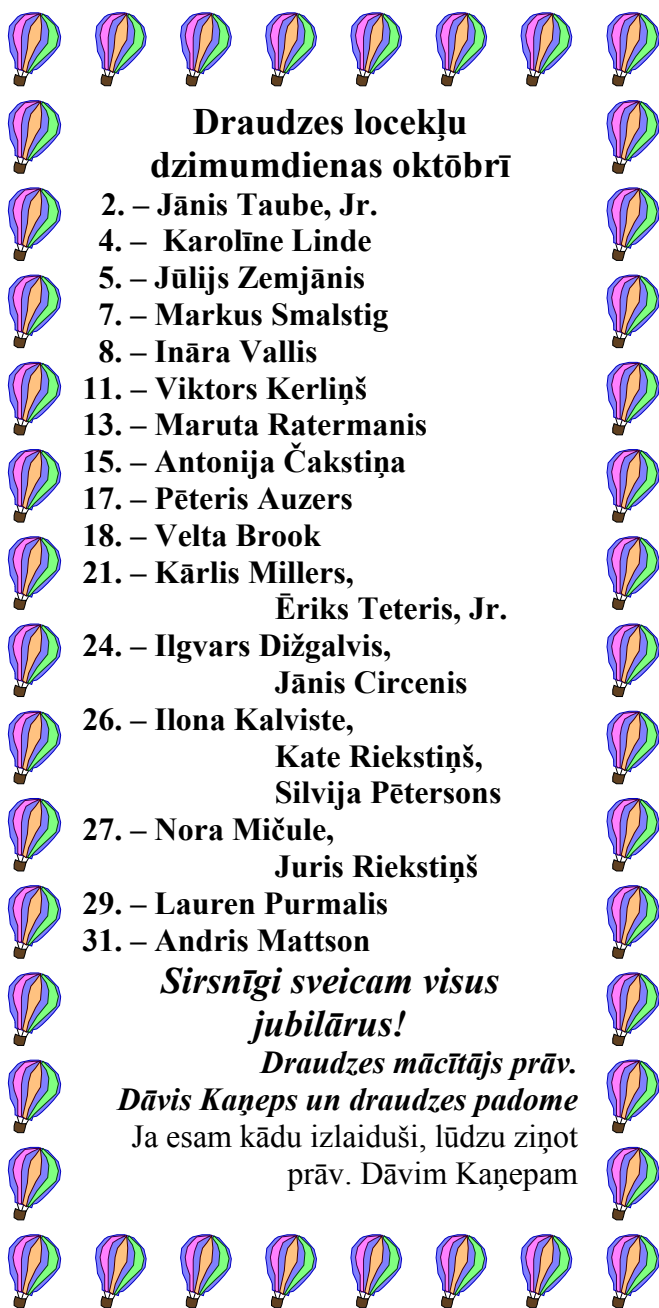 Draudzes locekļu
dzimumdienas oktōbrī
2. – Jānis Taube, Jr.
4. – Karolīne Linde
5. – Jūlijs Zemjānis
7. – Markus Smalstig
8. – Ināra Vallis
11. – Viktors Kerliņš
13. – Maruta Ratermanis
15. – Antonija Čakstiņa
17. – Pēteris Auzers
18. – Velta Brook
21. – Kārlis Millers,
Ēriks Teteris, Jr.
24. – Ilgvars Dižgalvis,
Jānis Circenis
26. – Ilona Kalviste,
Kate Riekstiņš,
Silvija Pētersons
27. – Nora Mičule,
Juris Riekstiņš
29. – Lauren Purmalis
31. – Andris Mattson
Sirsnīgi sveicam visus
jubilārus!
Draudzes mācītājs prāv.
Dāvis Kaņeps un draudzes padome
Ja esam kādu izlaiduši, lūdzu ziņot
prāv. Dāvim Kaņepam